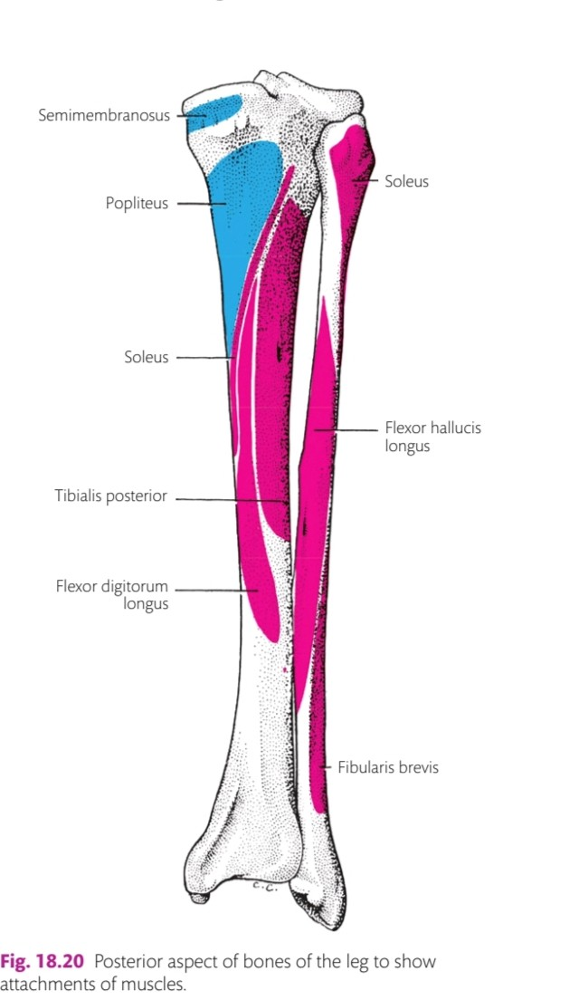 Semimembranosus
Soleus
Popliteus
Soleus
Flexor hallucis
longus
Tibialis posterior
Flexor digitorum
longus
Fibularis brevis
c.c.
Fig. 18.20 Posterior aspect of bones of the leg to show
attachments of muscles.